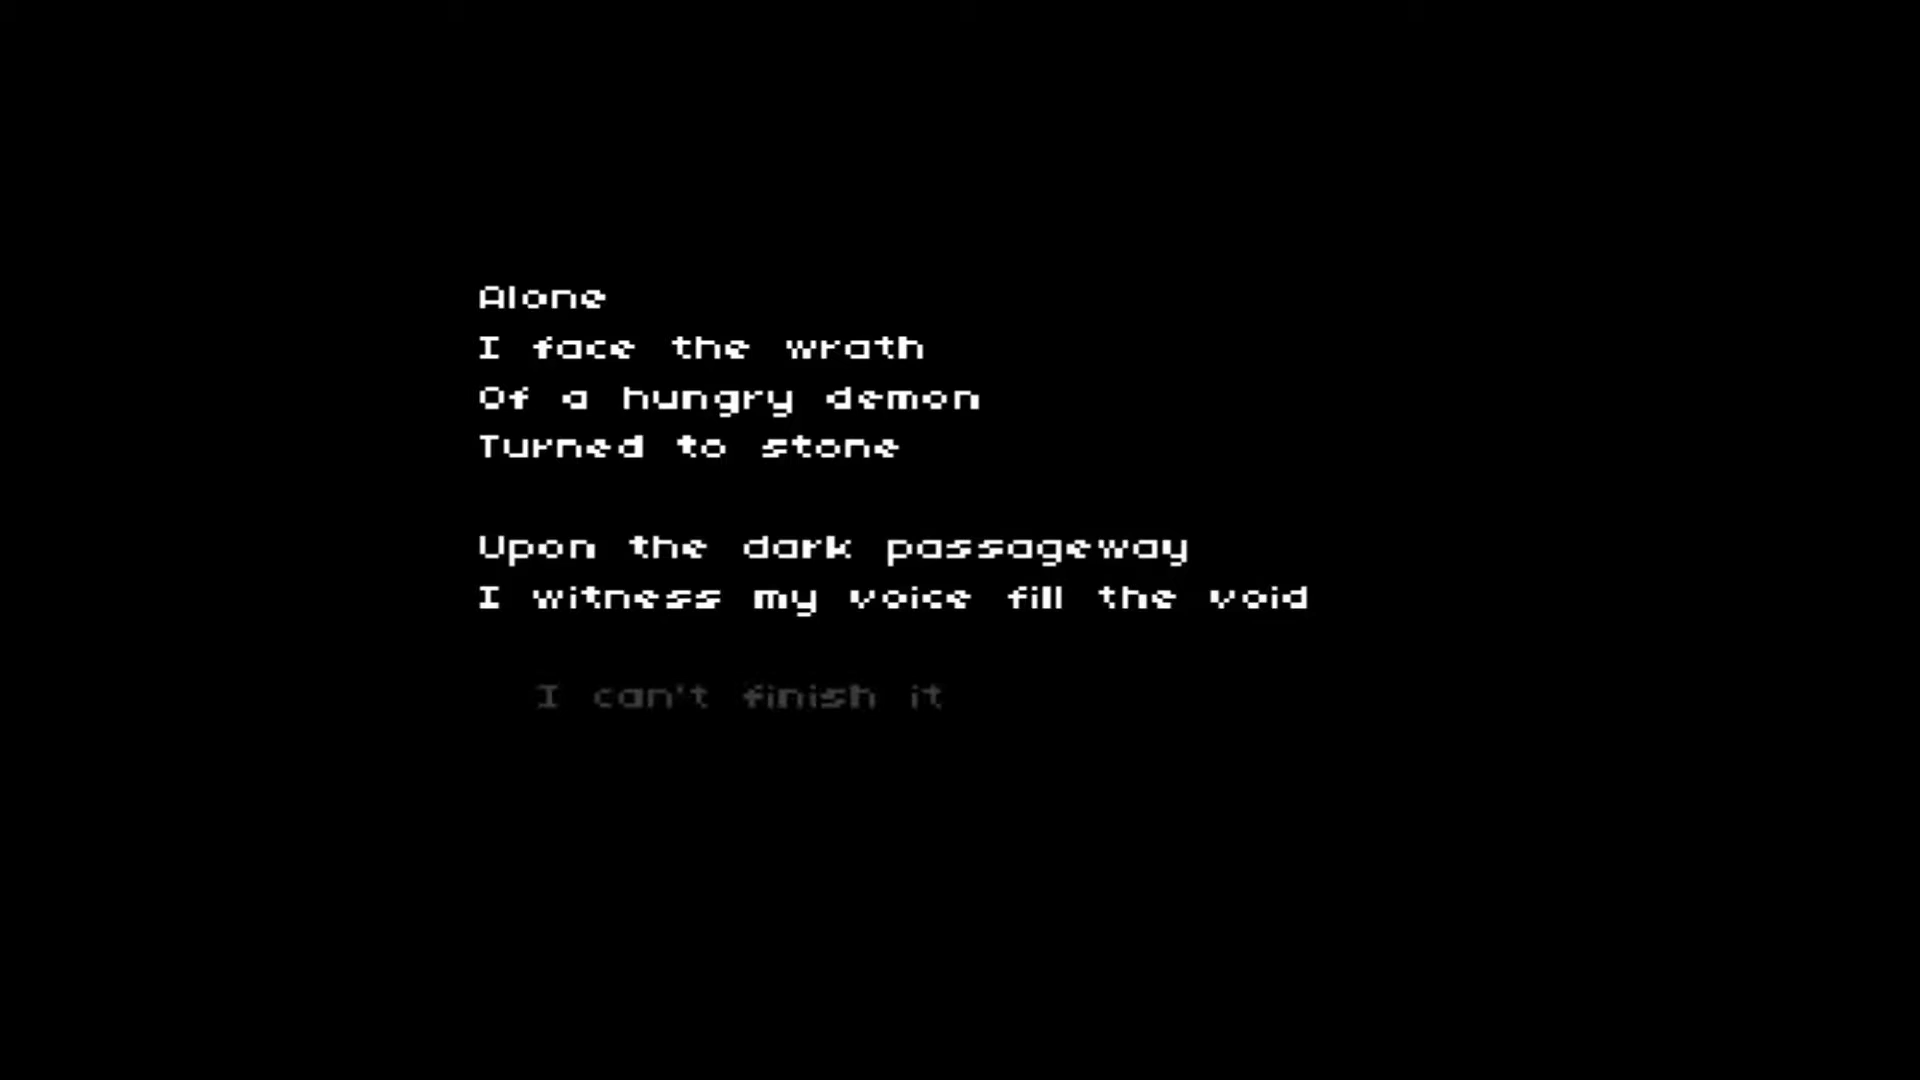 Alone
I face the wrath
Of a hungry demon
Turned to stone
Upon the dark passageway
I witness my voice fill the void
I can't finish it